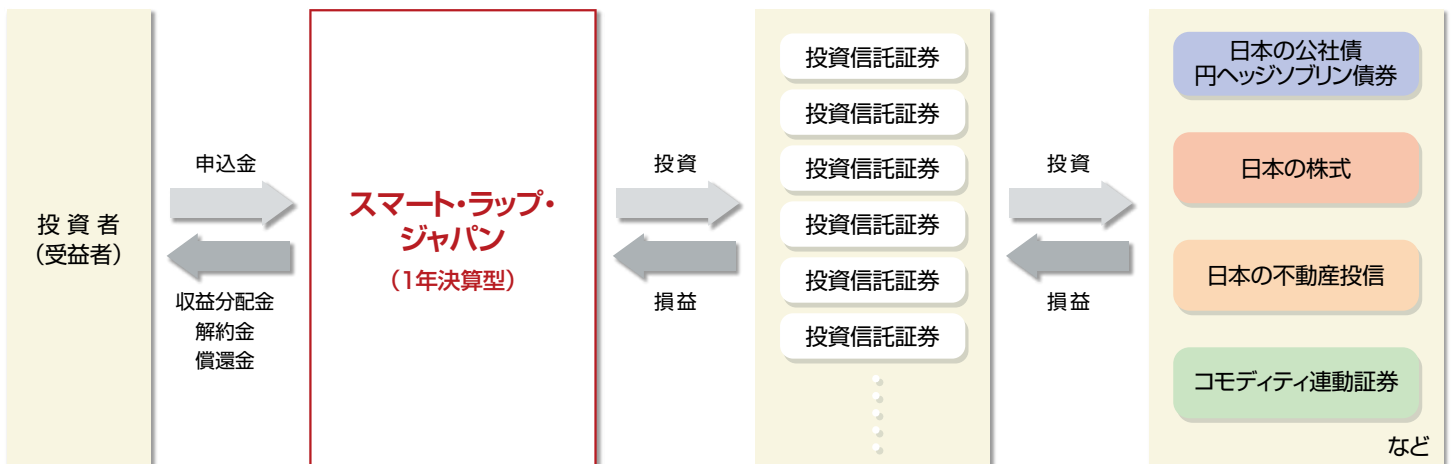 投資者
（受益者）
申込金
収益分配金
解約金
償還金
スマート・ラップ・
ジャパン
（1年決算型）
投資
損益
投資信託証券
投資信託証券
投資信託証券
投資信託証券
投資信託証券
投資信託証券
投資
損益
日本の公社債
円ヘッジソブリン債券
日本の株式
日本の不動産投信
コモディティ連動証券
など